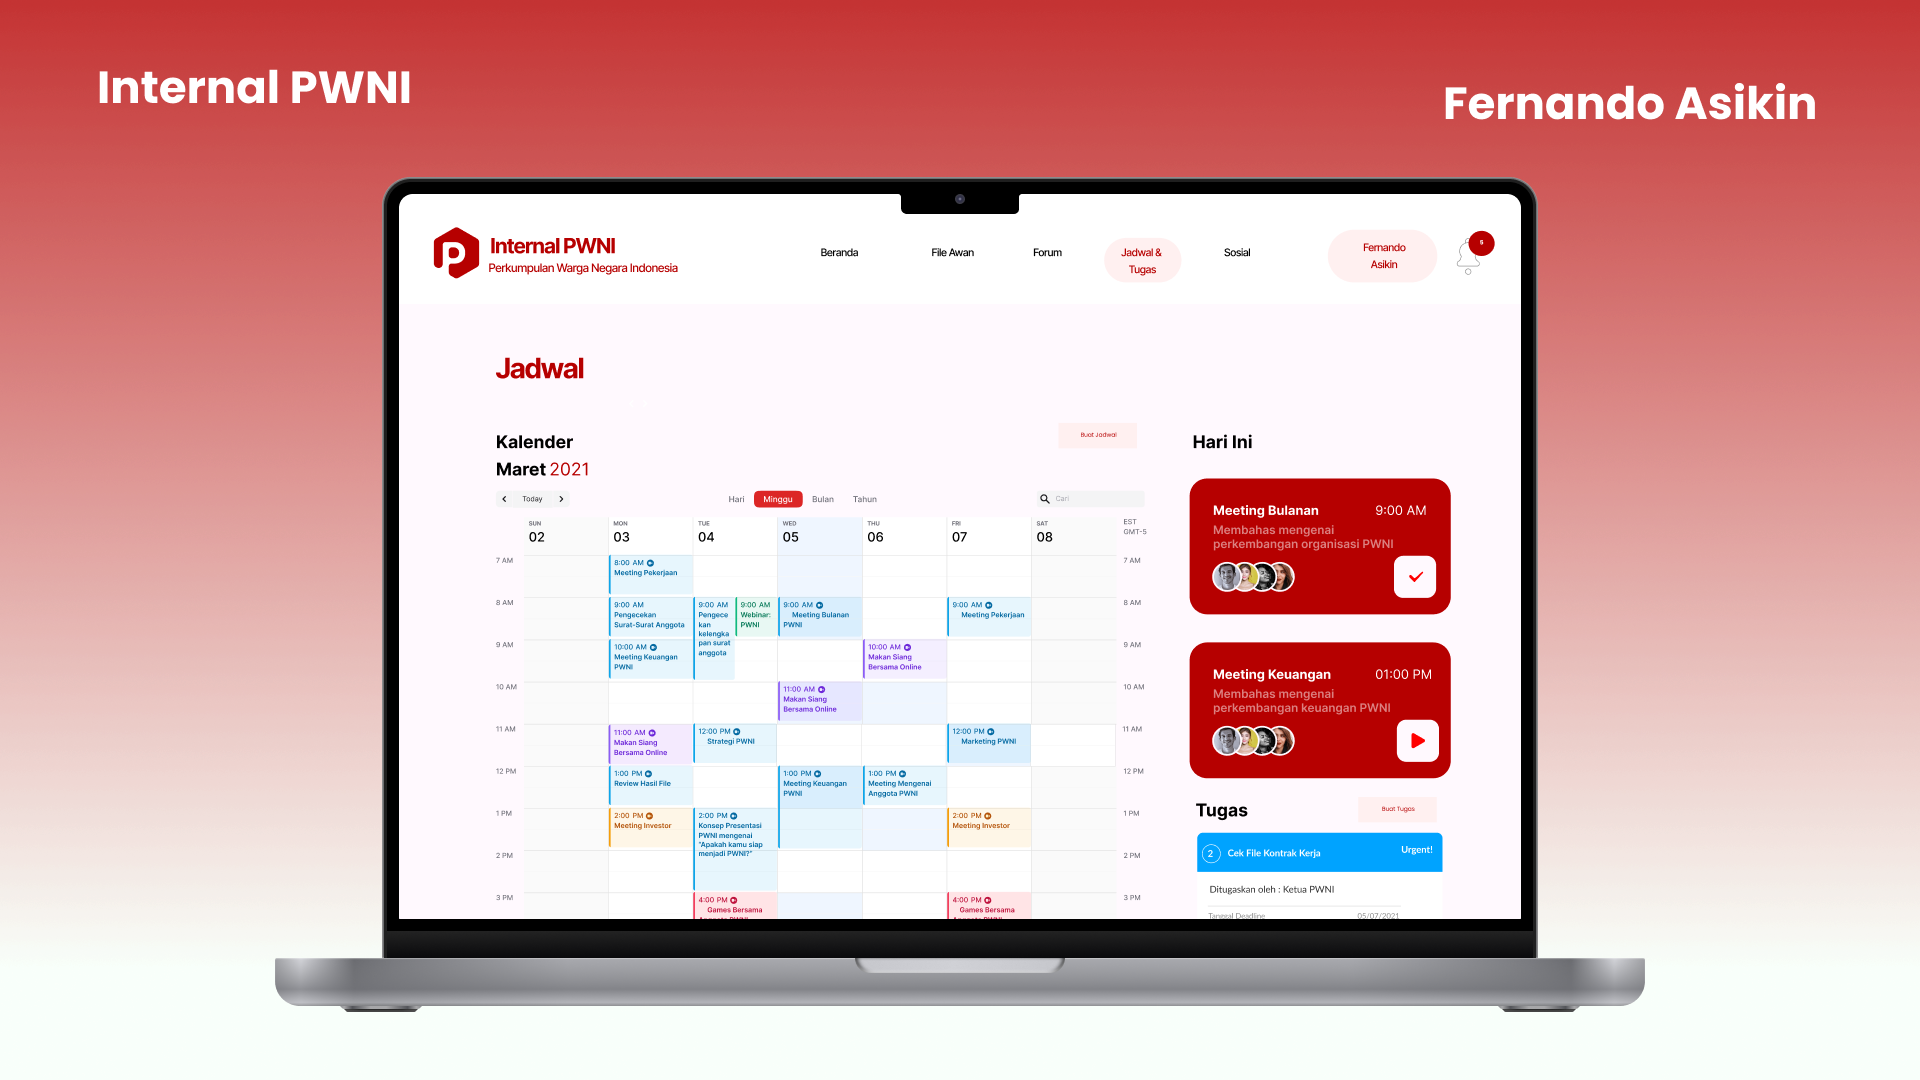 Internal PWNI
Fernando Asikin
Internal PWNI
Perkumpulan Warga Negara Indonesia
Beranda
File Awan
Forum
Jadwal &
Tugas
Sosial
Fernando
Asikin
5
Jadwal
Kalender
Maret 2021
Buat Jadwal
Today
Hari
Minggu
Bulan
Tahun
Cari
SUN
02
MON
03
TUE
04
WED
05
THU
06
FRI
07
SAT
08
EST
GMT-5
7 AM
8:00 AM
Meeting Pekerjaan
7 AM
8 AM
9:00 AM
Pengecekan
Surat-Surat Anggota
9:00 AM
Pengece
kan
kelengka
pan surat
anggota
9:00 AM
Webinar:
PWNI
9:00 AM
Meeting Bulanan
PWNI
9:00 AM
Meeting Pekerjaan
8 AM
9 AM
10:00 AM
Meeting Keuangan
PWNI
10:00 AM
Makan Siang
Bersama Online
9 AM
10 AM
11:00 AM
Makan Siang
Bersama Online
10 AM
11 AM
11:00 AM
Makan Siang
Bersama Online
12:00 PM
Strategi PWNI
12:00 PM
Marketing PWNI
11 AM
12 PM
1:00 PM
Review Hasil File
1:00 PM
Meeting Keuangan
PWNI
1:00 PM
Meeting Mengenai
Anggota PWNI
12 PM
1 PM
2:00 PM
Meeting Investor
2:00 PM
Konsep Presentasi
PWNI mengenai
"Apakah kamu siap
menjadi PWNI?"
2:00 PM
Meeting Investor
1 PM
2 PM
2 PM
3 PM
4:00 PM
Games Bersama
Anggota PWNI
4:00 PM
Games Bersama
Anggota PWNI
3 PM
Hari Ini
Meeting Bulanan
9:00 AM
Membahas mengenai
perkembangan organisasi PWNI
Meeting Keuangan
01:00 PM
Membahas mengenai
perkembangan keuangan PWNI
Tugas
Buat Tugas
2
Cek File Kontrak Kerja
Urgent!
Ditugaskan oleh : Ketua PWNI
Tanggal Deadline
05/07/2021